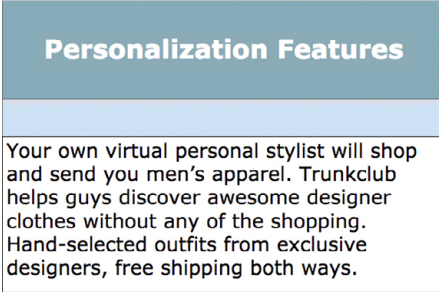 Personalization Features
Your own virtual personal stylist will shop
and send you men’s apparel. Trunkclub
helps guys discover awesome designer
clothes without any of the shopping.
Hand-selected outfits from exclusive
designers, free shipping both ways.